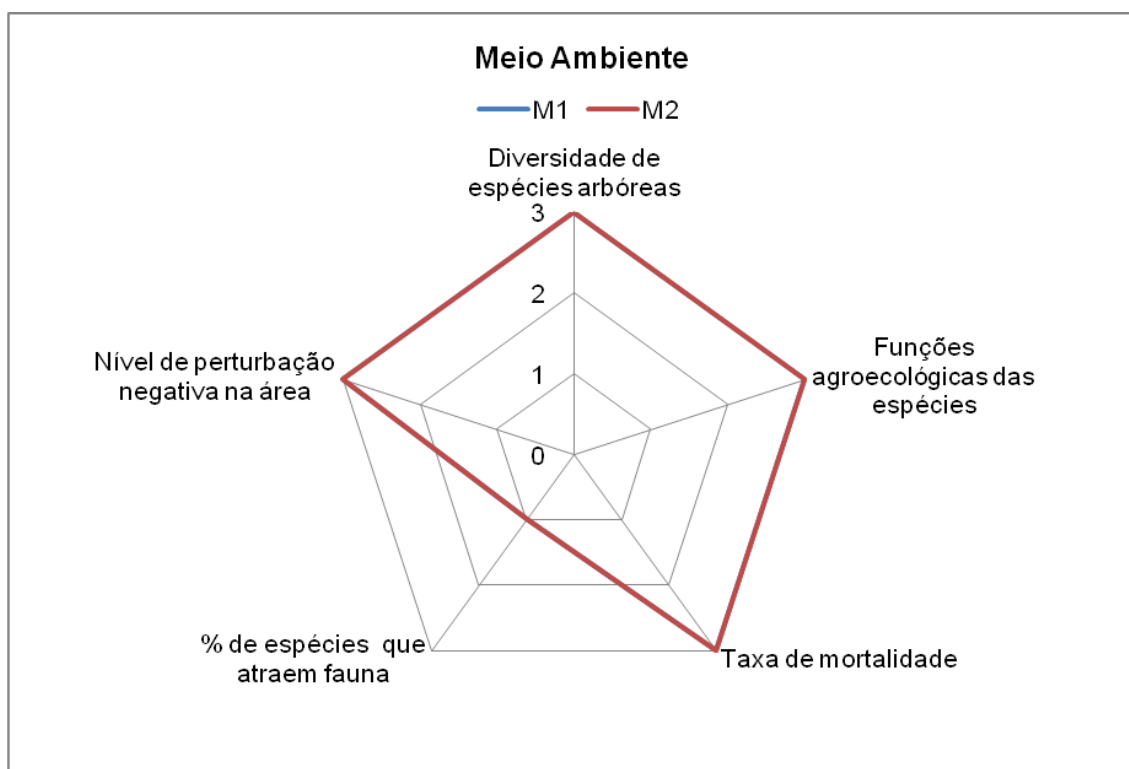 Meio Ambiente
M1 M2
Diversidade de
espécies arbóreas
3
2
1
0
Funções
agroecológicas das
espécies
Taxa de mortalidade
% de espécies que
atraem fauna
Nível de perturbação
negativa na área